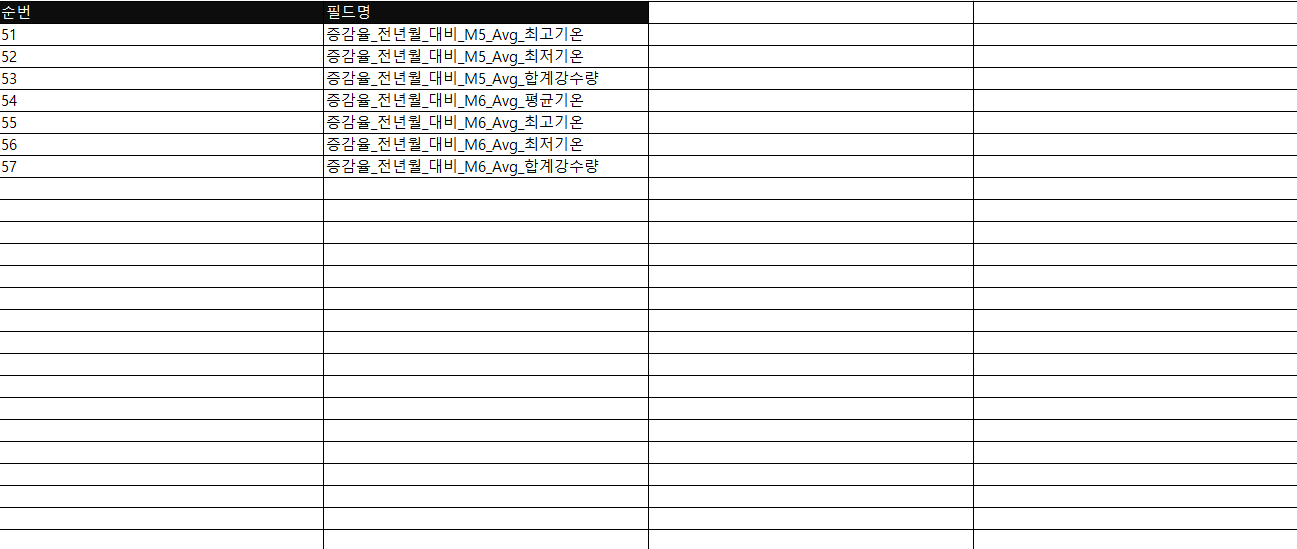 순번 필드명
51 증감율_전년월_대비_M5_Avg_최고기온
52 증감율_전년월_대비_M5_Avg_최저기온
53 증감율_전년월_대비_M5_Avg_합계강수량
54 증감율_전년월_대비_M6_Avg_평균기온
55 증감율_전년월_대비_M6_Avg_최고기온
56 증감율_전년월_대비_M6_Avg_최저기온
57 증감율_전년월_대비_M6_Avg_합계강수량